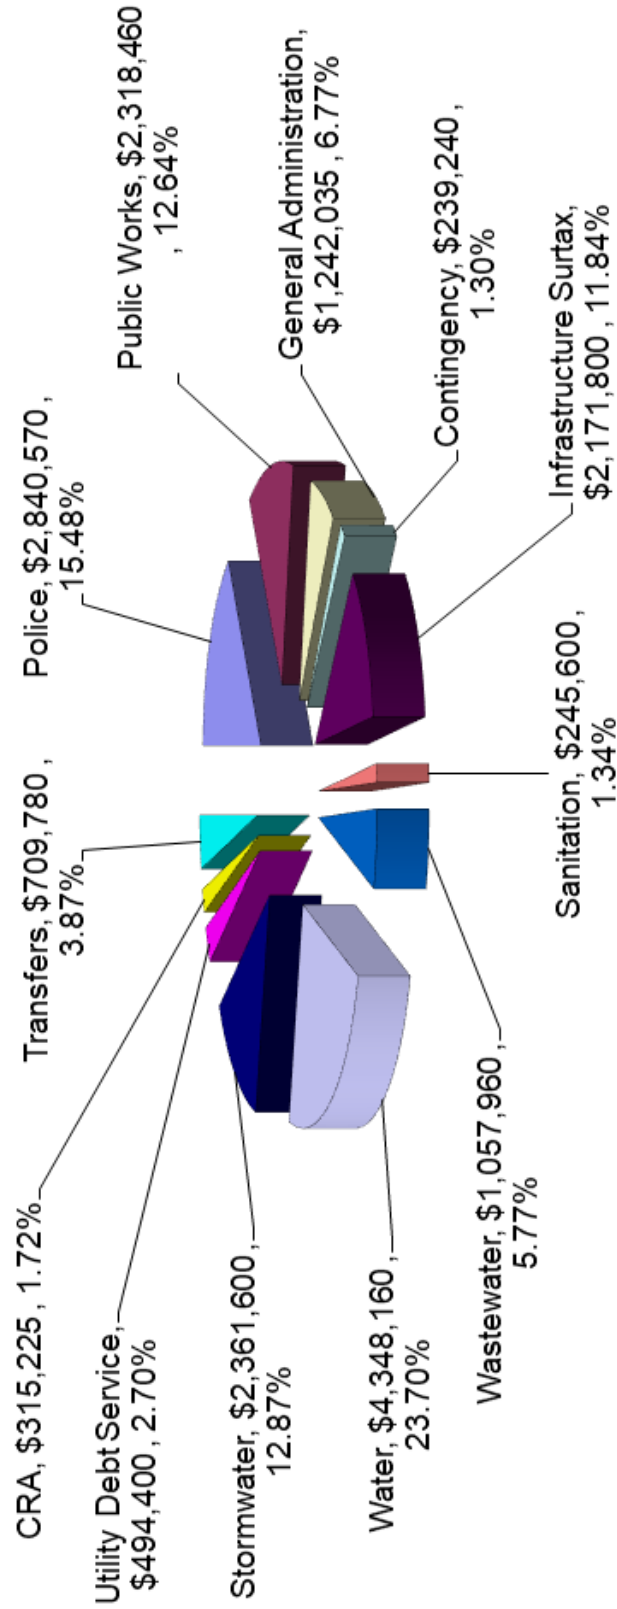 Police, $2,840,570 ,
15.48%
Public Works, $2,318,460
, 12.64%
General Administration,
$1,242,035 , 6.77%
Contingency, $239,240 ,
1.30%
Infrastructure Surtax,
$2,171,800 , 11.84%
Sanitation, $245,600 ,
1.34%
Wastewater, $1,057,960 ,
5.77%
Water, $4,348,160 ,
23.70%
Stormwater, $2,361,600 ,
12.87%
Utility Debt Service,
$494,400 , 2.70%
CRA, $315,225 , 1.72%
Transfers, $709,780 ,
3.87%